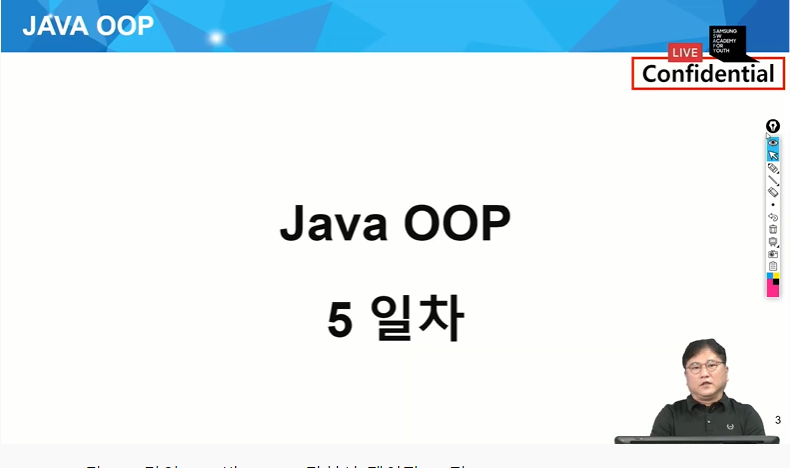 JAVA OOP
LIVE
SAMSUNG
SW
ACADEMY
FOR
YOUTH
Confidential
Java OOP
5 일차
3